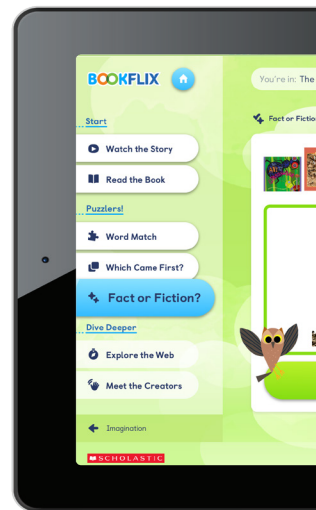 BOOKFLIX
You're in: The
Start
Fact or Fictio
Watch the Story
Read the Book
Puzzlers!
Word Match
Which Came First?
Fact or Fiction?
Dive Deeper
Explore the Web
Meet the Creators
Imagination
SCHOLASTIC